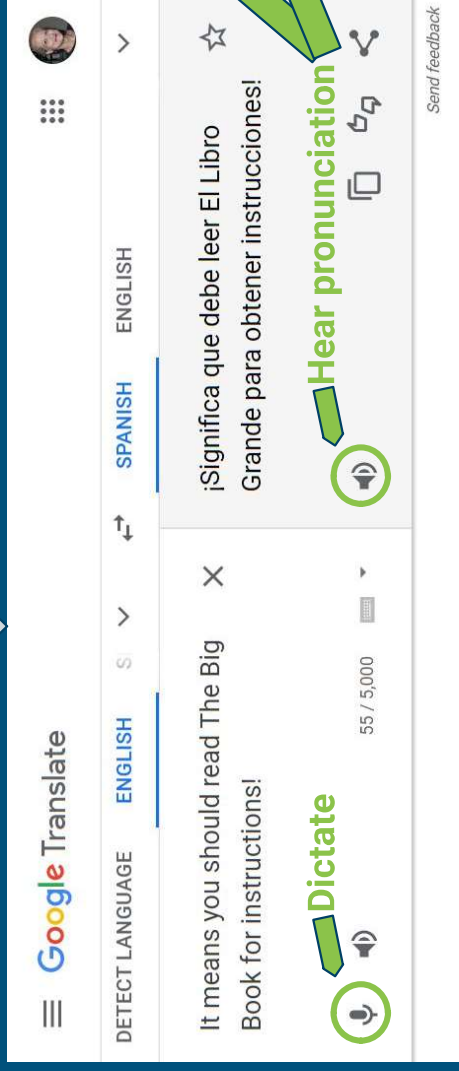 Google Translate
DETECT LANGUAGE ENGLISH SPANISH ENGLISH
It means you should read The Big
Book for instructions!
Dictate
55 / 5,000
¡Significa que debe leer El Libro
Grande para obtener instrucciones!
Hear pronunciation
Send feedback